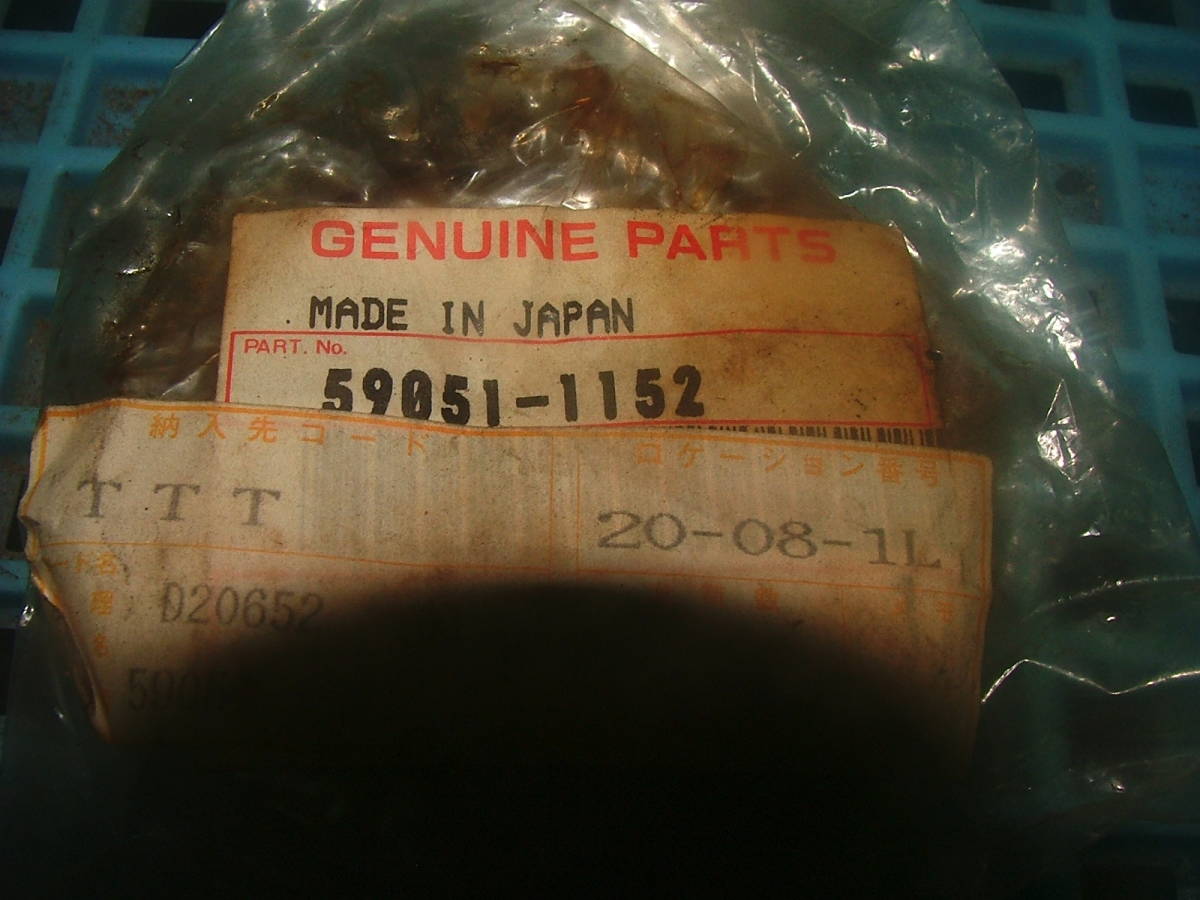 GENUINE PARTS
MADE IN JAPAN
PART. No.
59051-1152
納入先コード
ロケーション番号
TTT
20-08-1L
D20652